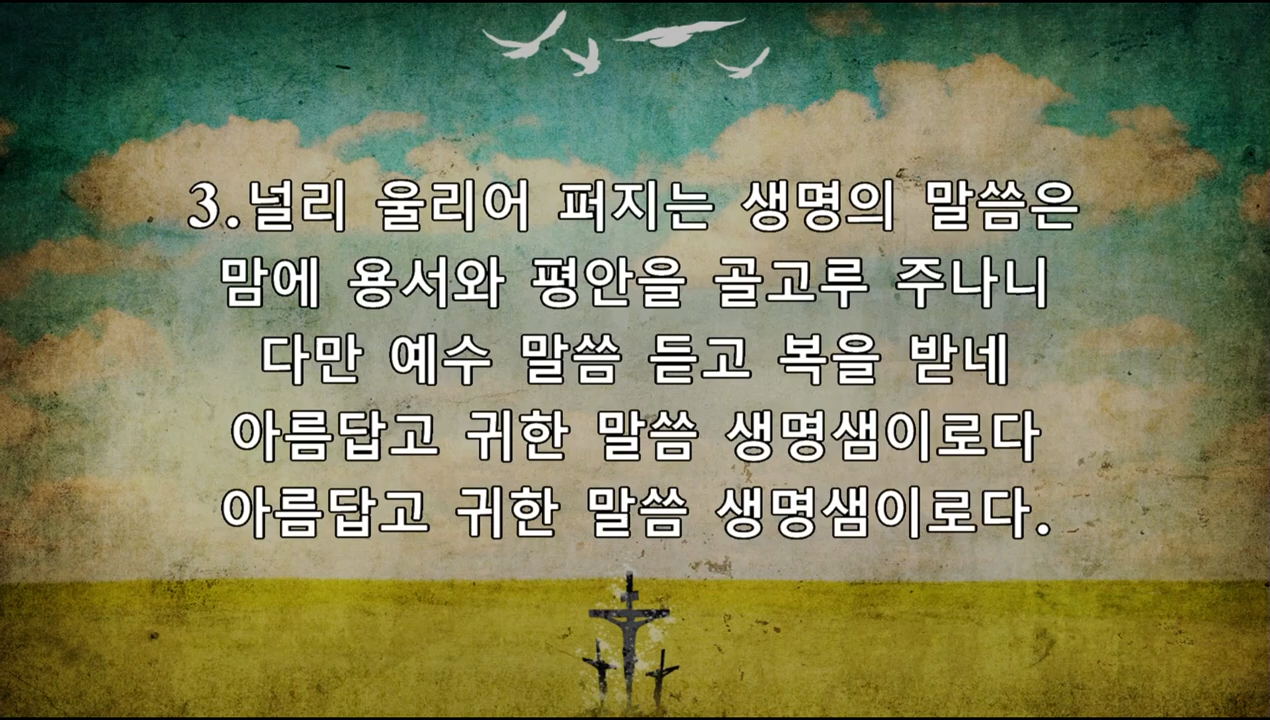 3.널리 울리어 퍼지는 생명의 말씀은
맘에 용서와 평안을 골고루 주나니
다만 예수 말씀 듣고 복을 받네
아름답고 귀한 말씀 생명샘이로다
아름답고 귀한 말씀 생명샘이로다.